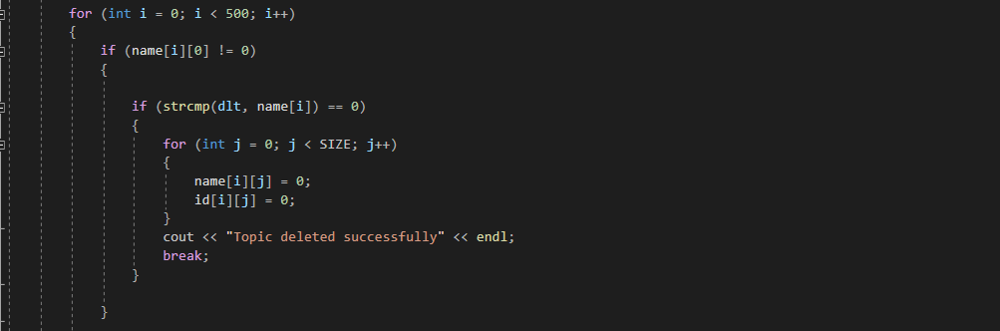 for (int i = 0; i < 500; i++)
{
if (name[i][0] != 0)
{
if (strcmp(dlt, name[i]) == 0)
{
for (int j = 0; j < SIZE; j++)
{
name[i][j] = 0;
id[i][j] = 0;
}
cout << "Topic deleted successfully" << endl;
break;
}
}